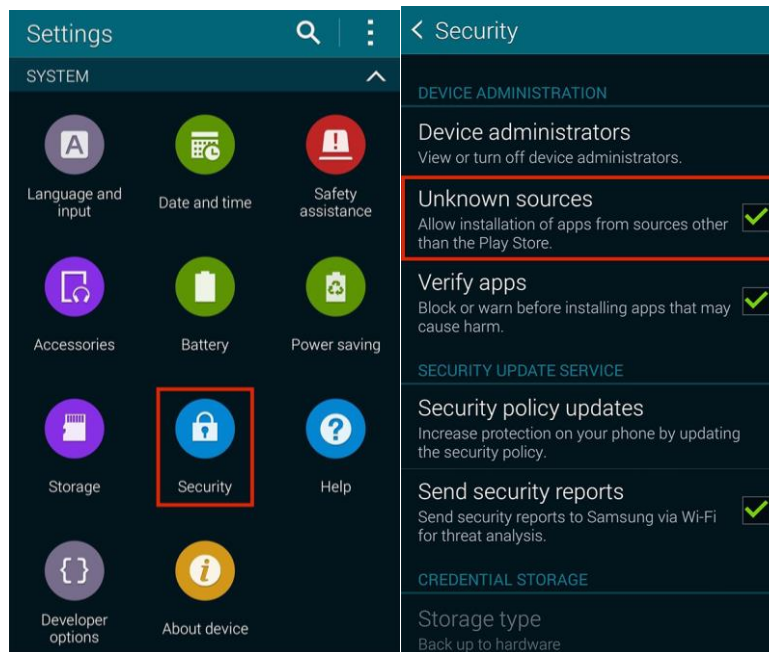 Settings
SYSTEM
A
Language and
input
Date and time
!
Safety
assistance
Accessories
Battery
Power saving
Storage
Security
?
Help
{ }
Developer
options
i
About device
Security
DEVICE ADMINISTRATION
Device administrators
View or turn off device administrators.
Unknown sources
Allow installation of apps from sources other
than the Play Store.
Verify apps
Block or warn before installing apps that may
cause harm.
SECURITY UPDATE SERVICE
Security policy updates
Increase protection on your phone by updating
the security policy.
Send security reports
Send security reports to Samsung via Wi-Fi
for threat analysis.
CREDENTIAL STORAGE
Storage type
Back up to hardware